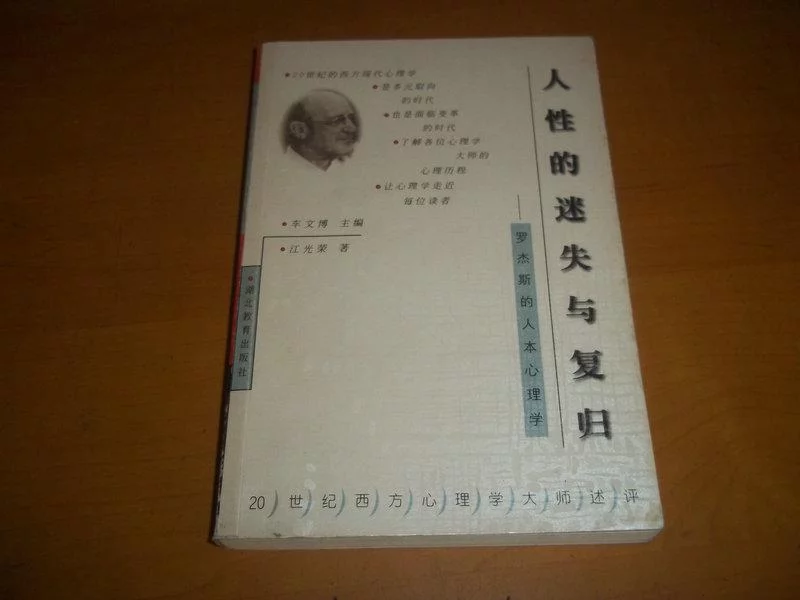 人性的迷失与复归
——罗杰斯的人本心理学
•20世纪的西方现代心理学
•是多元取向
的时代
•也是面临变革
的时代
•了解各位心理学
大师的
心理历程
•让心理学走近
每位读者
•车文博 主编
•江光荣 著
•湖北教育出版社
20)世)纪)西)方)心)理)学)大)师)述)评